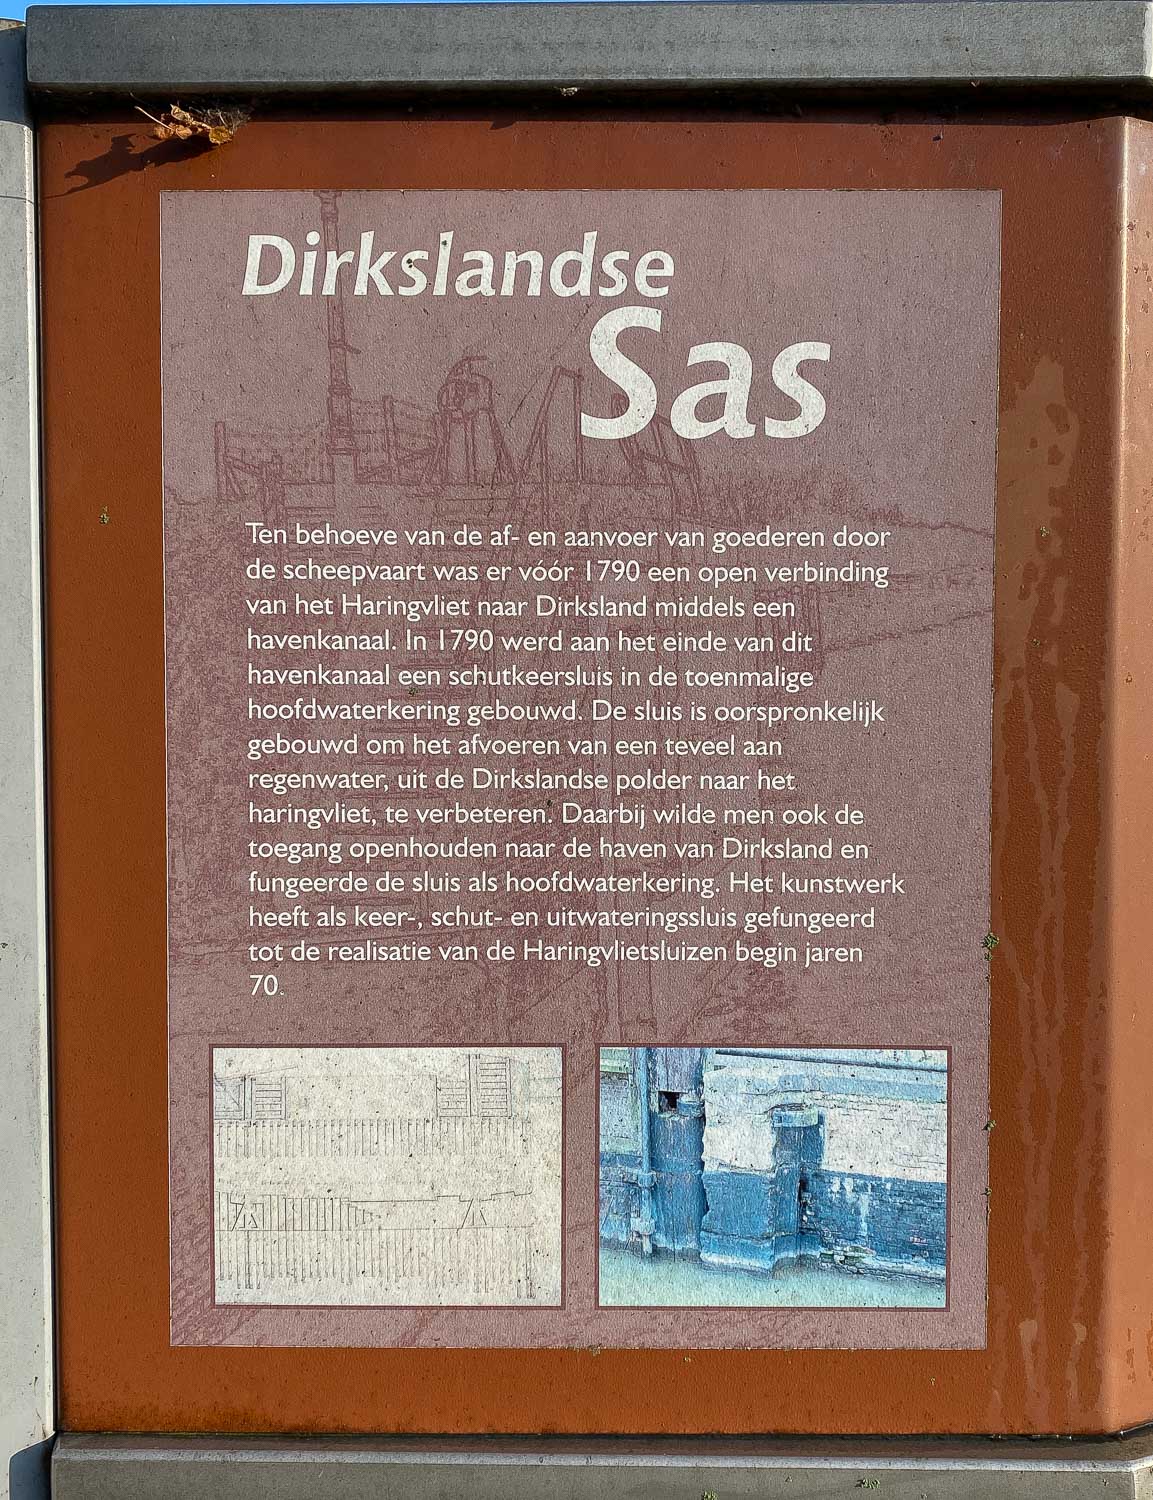 Dirkslandse
Sas
Ten behoeve van de af- en aanvoer van goederen door
de scheepvaart was er vóór 1790 een open verbinding
van het Haringvliet naar Dirksland middels een
havenkanaal. In 1790 werd aan het einde van dit
havenkanaal een schutkeersluis in de toenmalige
hoofdwaterkering gebouwd. De sluis is oorspronkelijk
gebouwd om het afvoeren van een teveel aan
regenwater, uit de Dirkslandse polder naar het
haringvliet, te verbeteren. Daarbij wilde men ook de
toegang openhouden naar de haven van Dirksland en
fungeerde de sluis als hoofdwaterkering. Het kunstwerk
heeft als keer-, schut- en uitwateringssluis gefungeerd
tot de realisatie van de Haringvlietsluizen begin jaren
70.